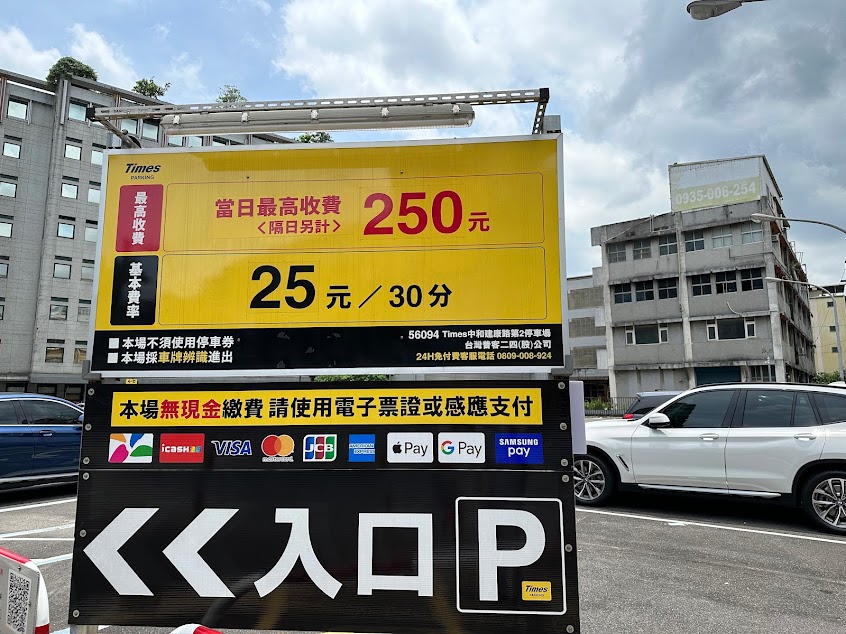 Times
PARKING
最高收費
當日最高收費
<隔日另計>
250元
基本費率
25元／30分
■本場不須使用停車券
■本場採車牌辨識進出
56094 Times中和建康路第2停車場
台灣普客二四(股)公司
24H免付費客服電話 0809-008-924
本場無現金繳費 請使用電子票證或感應支付
icash
VISA
mastercard
JCB
AMERICAN EXPRESS
Pay
G Pay
SAMSUNG pay
入口 P
Times
PARKING
0935-006-254